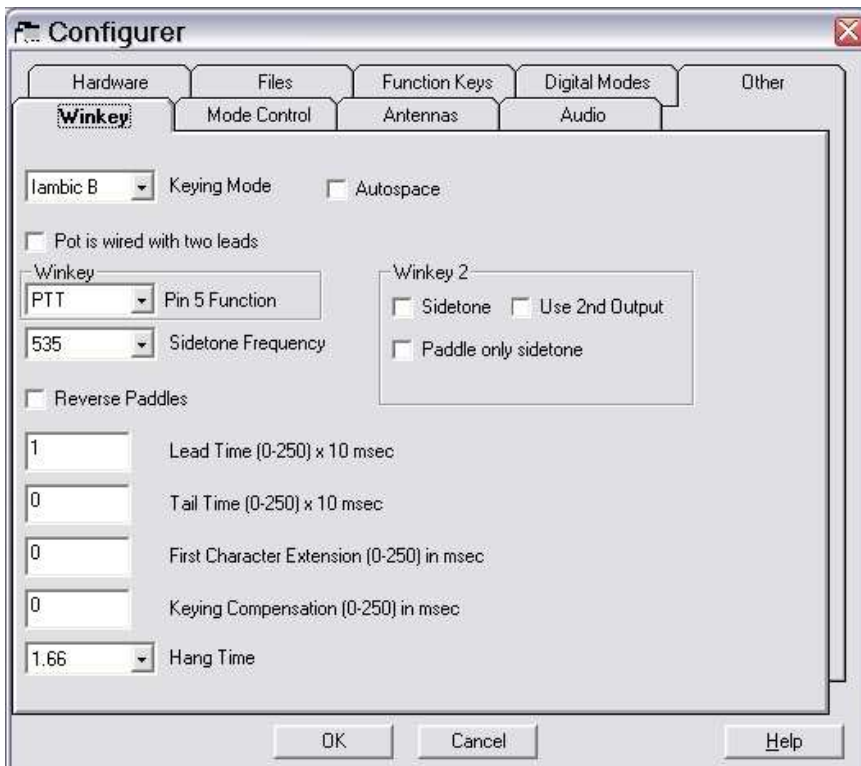 Configurer
Hardware Files Function Keys Digital Modes Other
Winkey Mode Control Antennas Audio
Iambic B Keying Mode Autospace
Pot is wired with two leads
Winkey
PTT Pin 5 Function
535 Sidetone Frequency
Winkey 2
Sidetone Use 2nd Output
Paddle only sidetone
Reverse Paddles
1 Lead Time (0-250) x 10 msec
0 Tail Time (0-250) x 10 msec
0 First Character Extension (0-250) in msec
0 Keying Compensation (0-250) in msec
1.66 Hang Time
OK Cancel Help